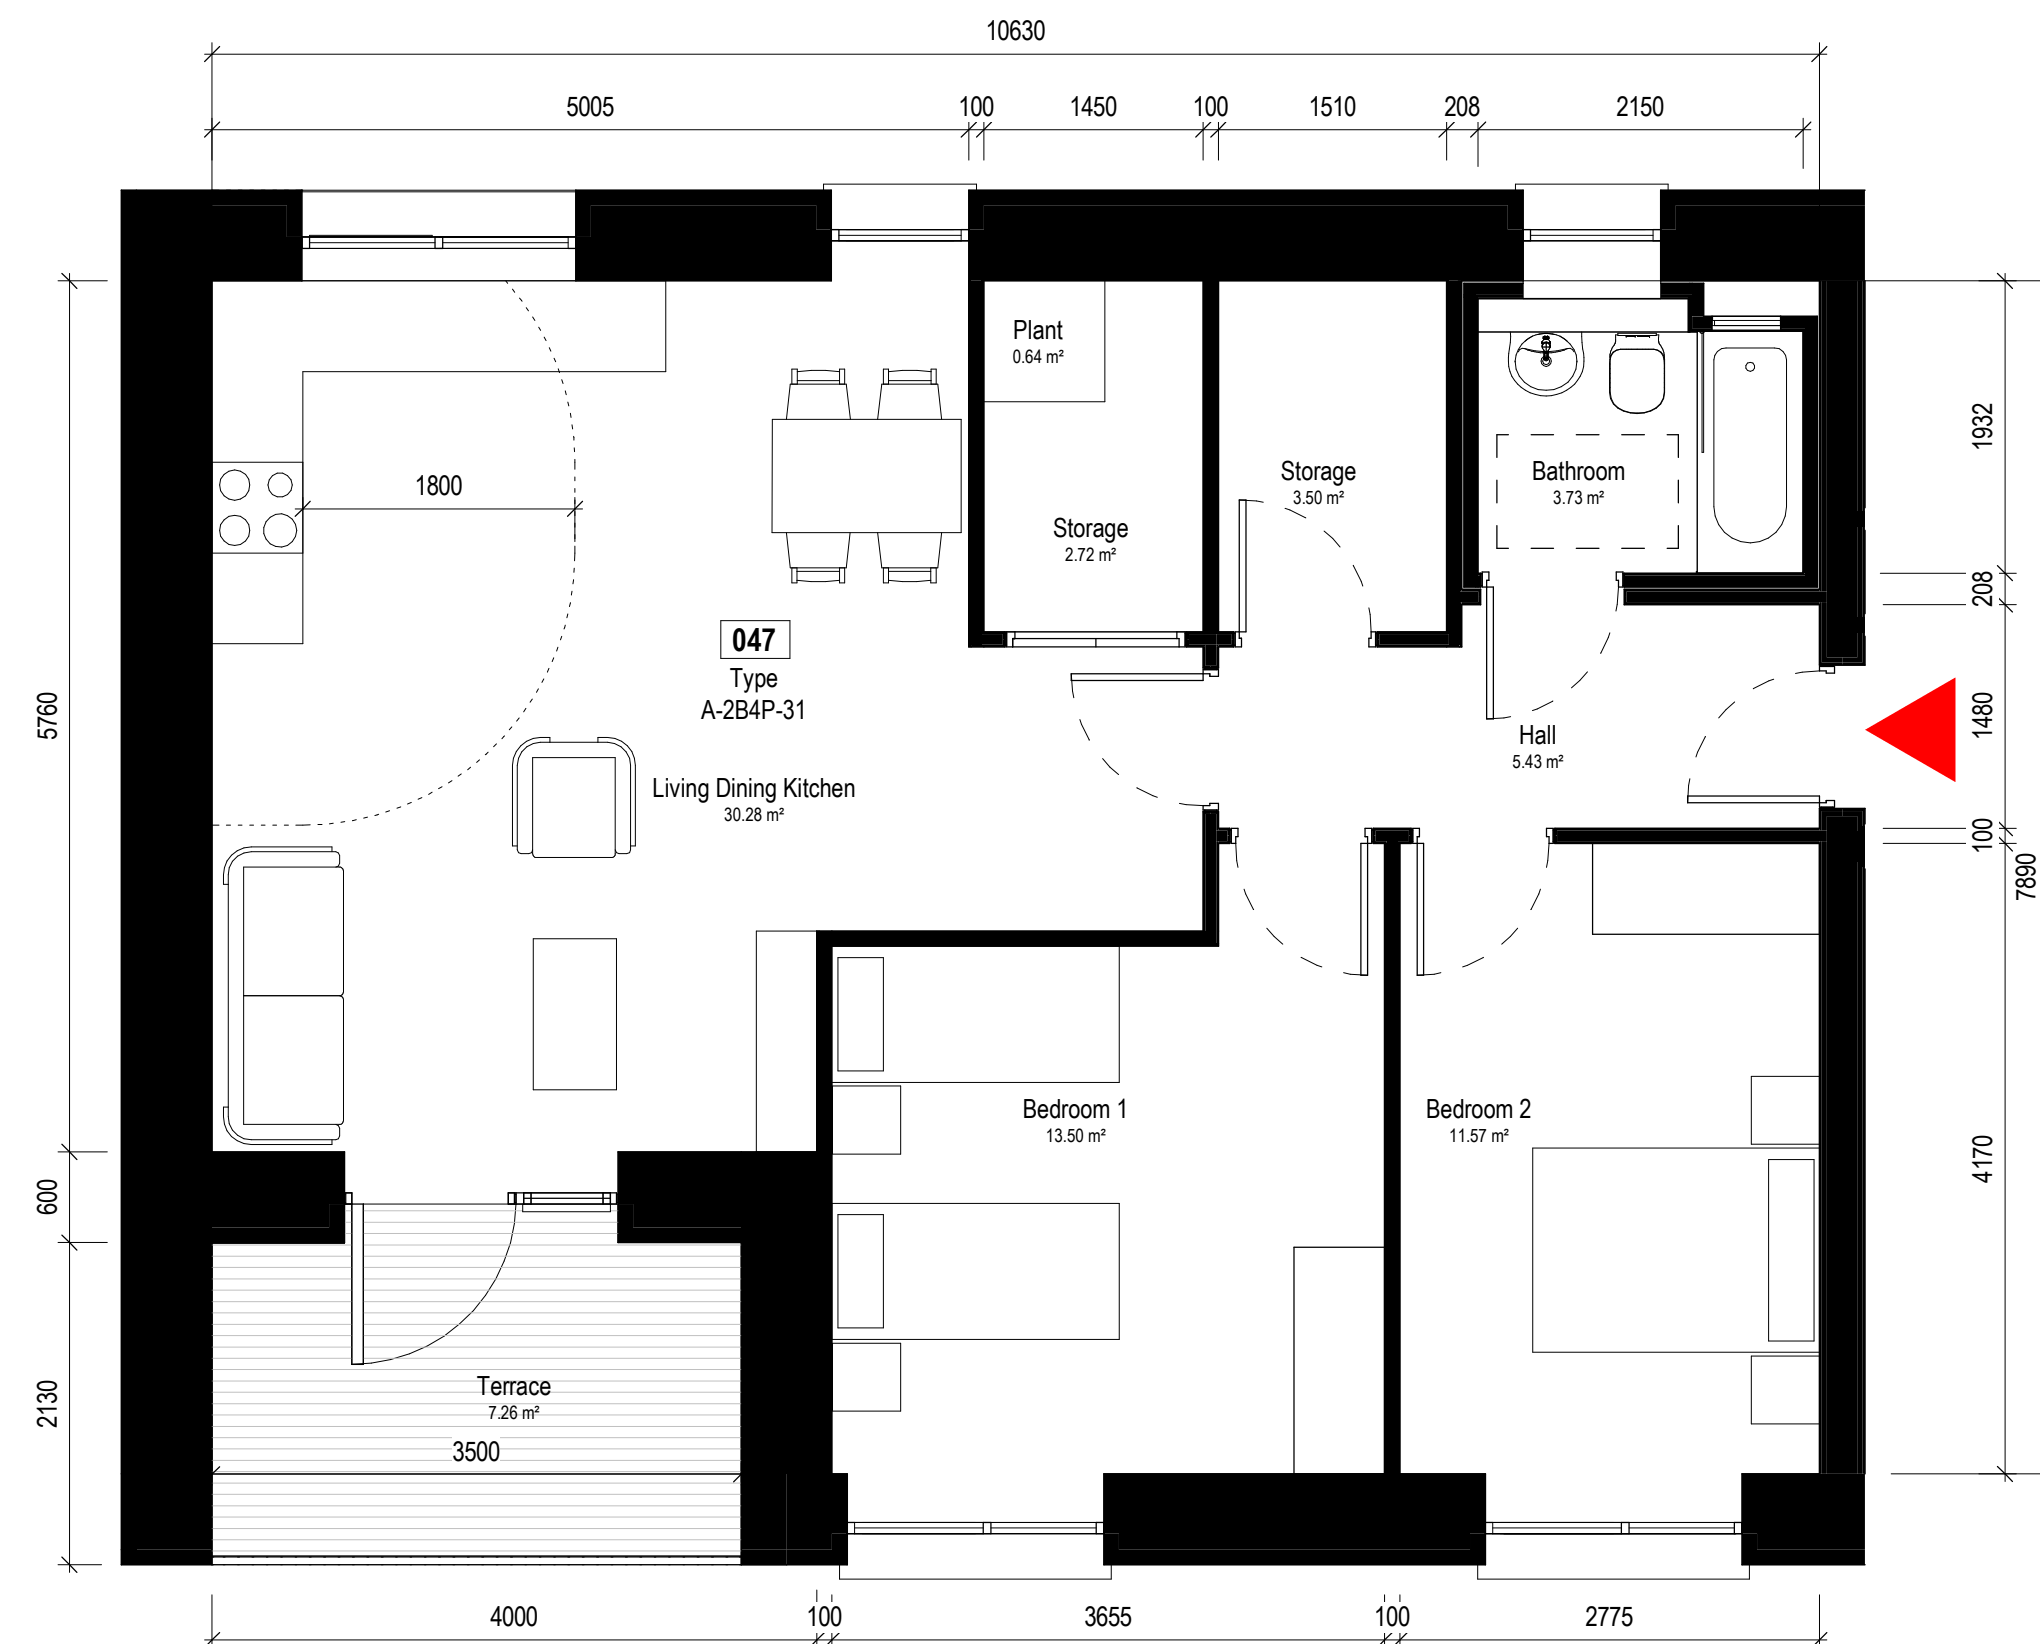 10630
5005
100
1450
100
1510
208
2150
Plant
0.64 m²
Storage
2.72 m²
Storage
3.50 m²
Bathroom
3.73 m²
1800
047
Type
A-2B4P-31
Living Dining Kitchen
30.28 m²
Hall
5.43 m²
Bedroom 1
13.50 m²
Bedroom 2
11.57 m²
Terrace
7.26 m²
3500
5760
600
2130
1932
208
1480
100
7890
4170
4000
100
3655
100
2775